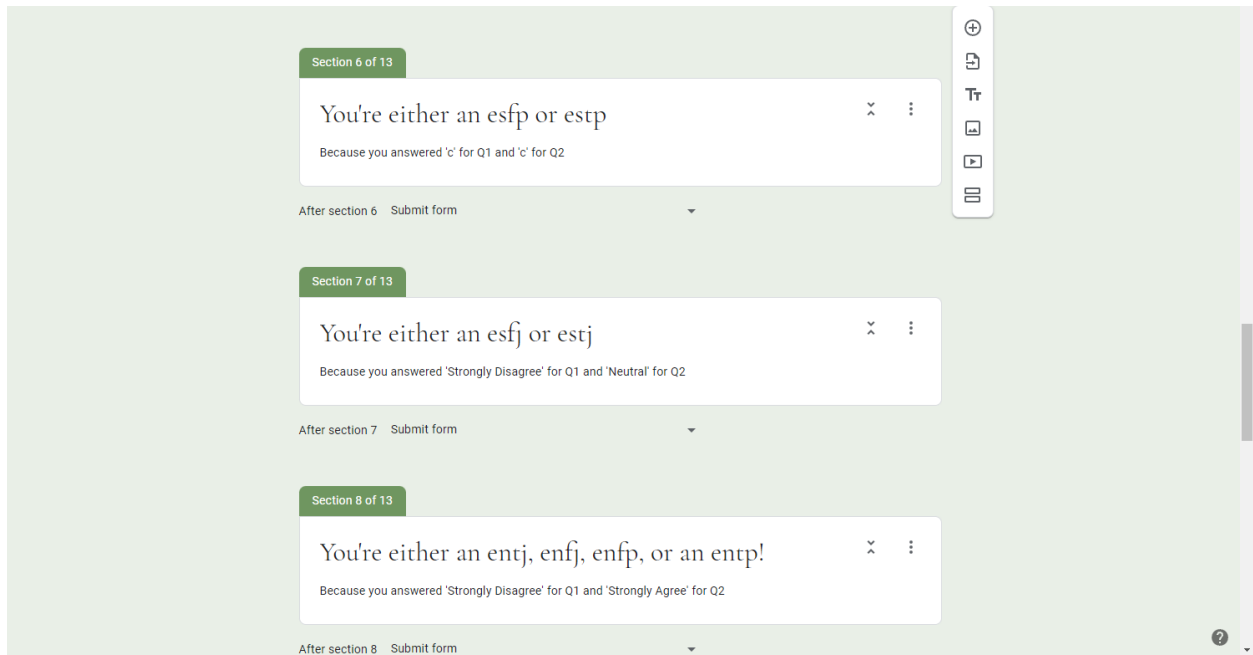 Section 6 of 13
You're either an esfp or estp
Because you answered 'c' for Q1 and 'c' for Q2
After section 6 Submit form
Section 7 of 13
You're either an esfj or estj
Because you answered 'Strongly Disagree' for Q1 and 'Neutral' for Q2
After section 7 Submit form
Section 8 of 13
You're either an entj, enfj, enfp, or an entp!
Because you answered 'Strongly Disagree' for Q1 and 'Strongly Agree' for Q2
After section 8 Submit form